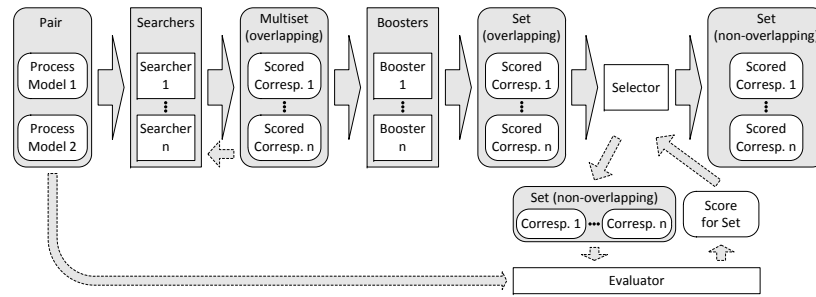 Pair
Process
Model 1
Process
Model 2
Searchers
Searcher
1
Searcher
n
Multiset
(overlapping)
Scored
Corresp. 1
Scored
Corresp. n
Boosters
Booster
1
Booster
n
Set
(overlapping)
Scored
Corresp. 1
Scored
Corresp. n
Selector
Set
(non-overlapping)
Scored
Corresp. 1
Scored
Corresp. n
Set (non-overlapping)
Corresp. 1
Corresp. n
Score
for Set
Evaluator